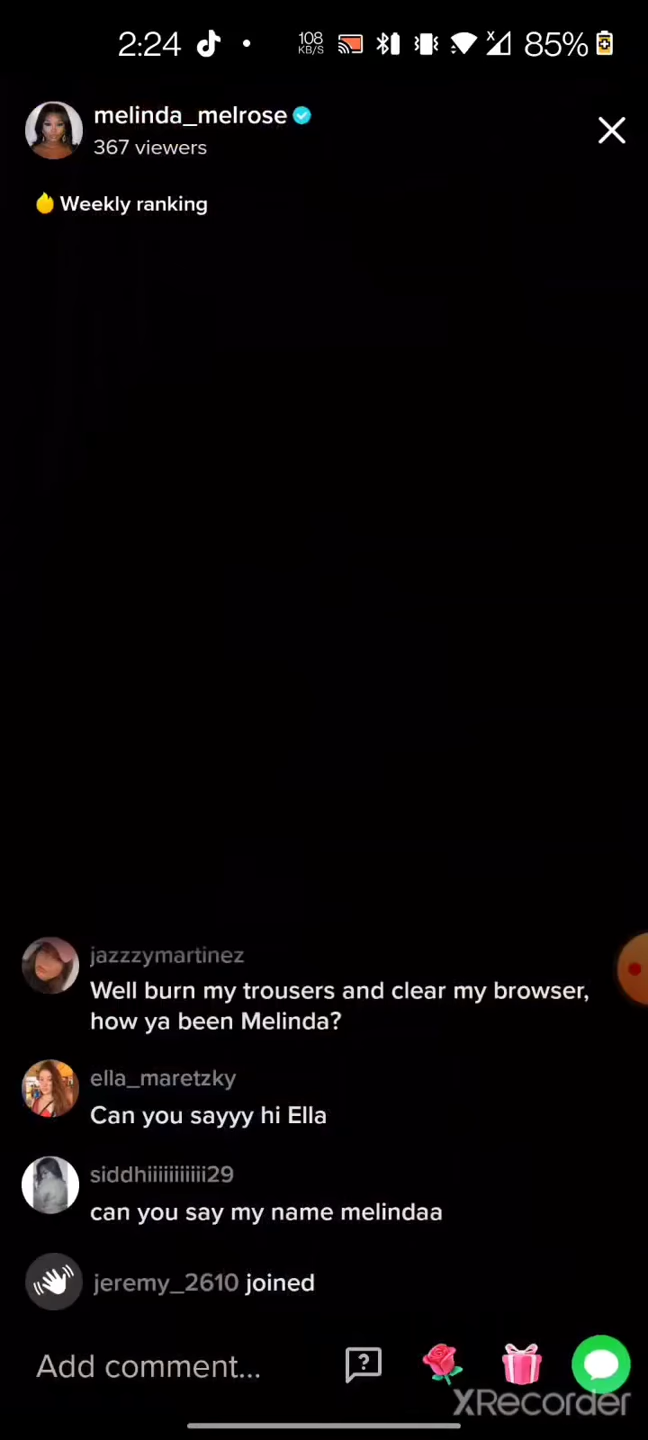 2:24
108
KB/S
X
85%
melinda_melrose
367 viewers
Weekly ranking
jazzzymartinez
Well burn my trousers and clear my browser,
how ya been Melinda?
ella_maretzky
Can you sayyy hi Ella
siddhiiiiiiiiiii29
can you say my name melindaa
jeremy_2610 joined
Add comment...
XRecorder